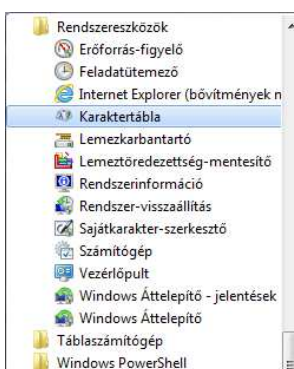 Rendszereszközök
Erőforrás-figyelő
Feladatütemező
Internet Explorer (bővítmények n
Karaktertábla
Lemezkarbantartó
Lemeztöredezettség-mentesítő
Rendszerinformáció
Rendszer-visszaállítás
Sajátkarakter-szerkesztő
Számítógép
Vezérlőpult
Windows Áttelepítő - jelentések
Windows Áttelepítő
Táblaszámítógép
Windows PowerShell